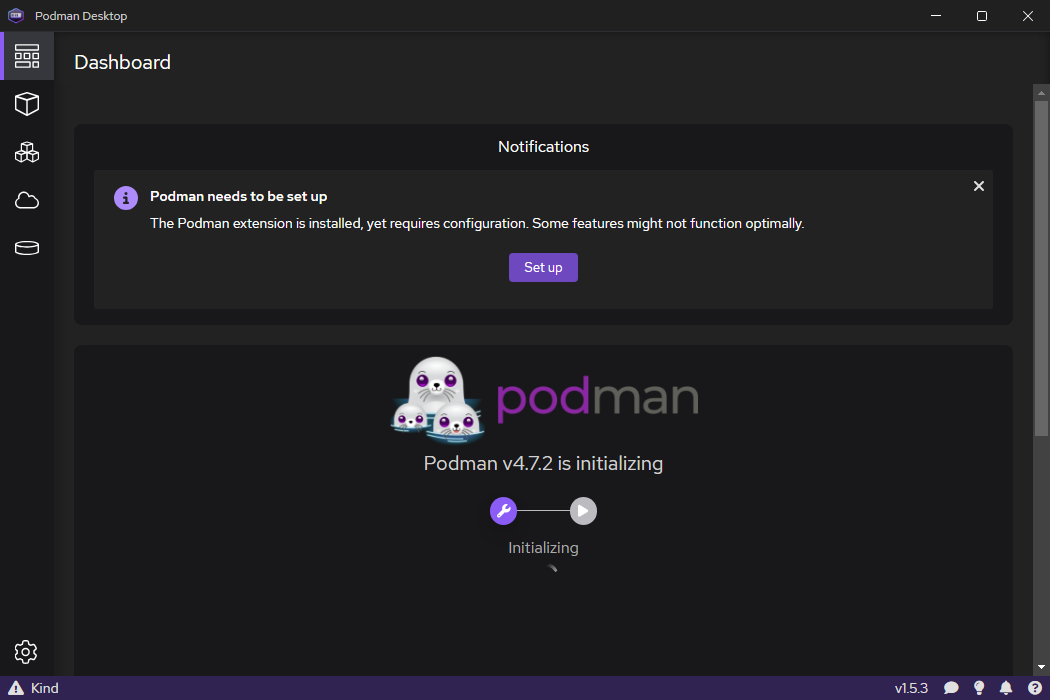 Podman Desktop
Dashboard
Notifications
Podman needs to be set up
The Podman extension is installed, yet requires configuration. Some features might not function optimally.
Set up
podman
Podman v4.7.2 is initializing
Initializing
Kind
v1.5.3